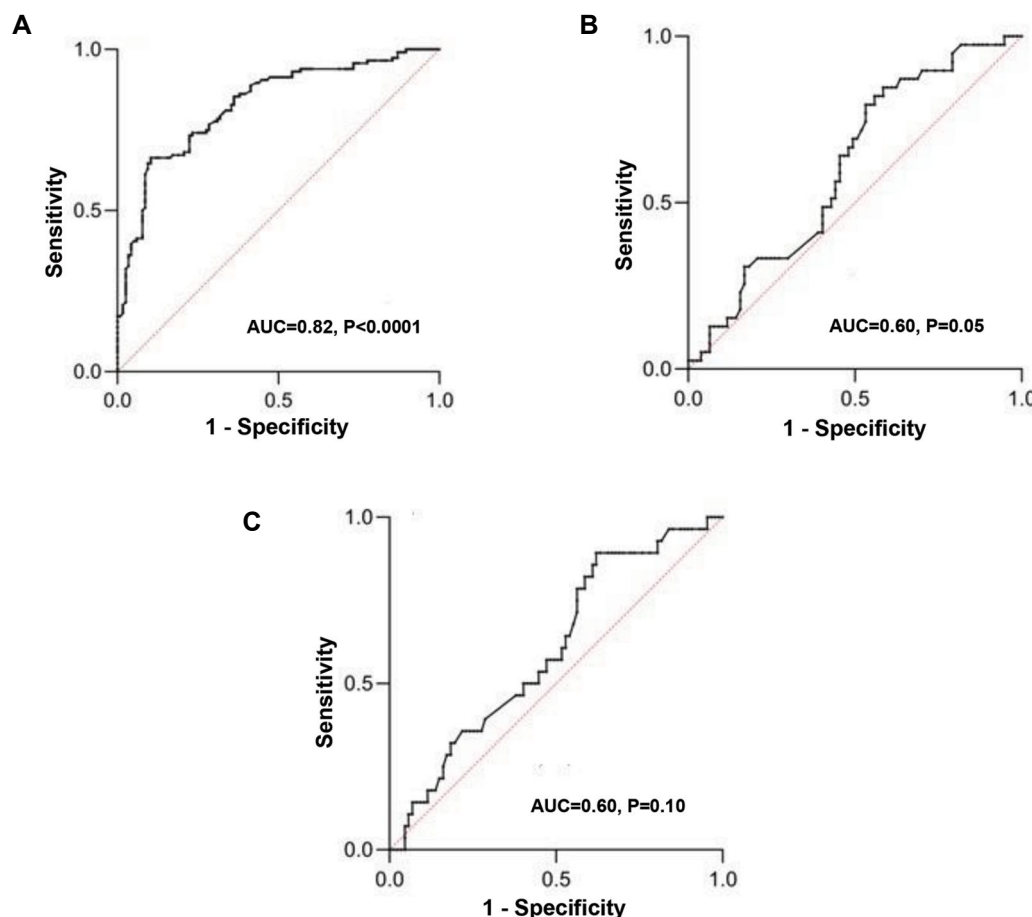 A
1.0
0.5
0.0
Sensitivity
AUC=0.82, P<0.0001
0.0 0.5 1.0
1 - Specificity
B
1.0
0.5
0.0
Sensitivity
AUC=0.60, P=0.05
0.0 0.5 1.0
1 - Specificity
C
1.0
0.5
0.0
Sensitivity
AUC=0.60, P=0.10
0.0 0.5 1.0
1 - Specificity